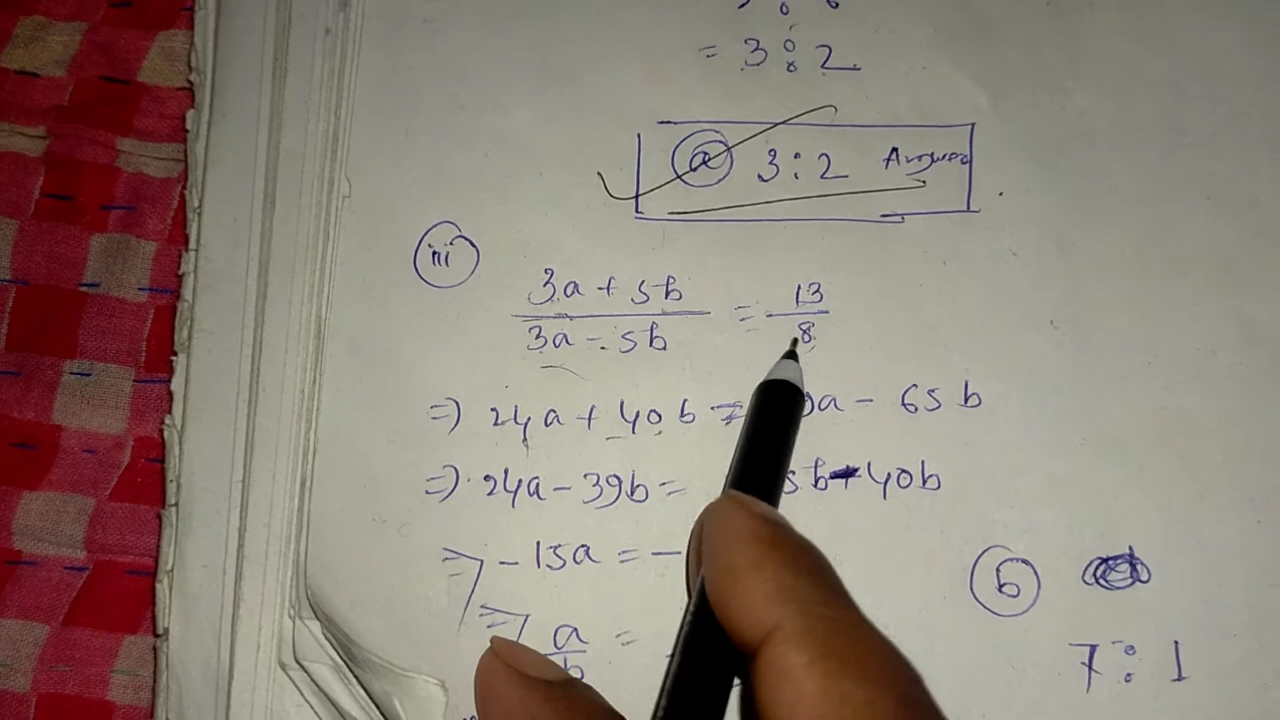 = 3 : 2
ⓐ 3 : 2 Answer
iii
3a + 5b
3a - 5b
= 13
8
=) 24a + 40b = a - 65b
=) 24a - 39b = 5b - 40b
=> -15a = -
=> a =
b
b
7 : 1